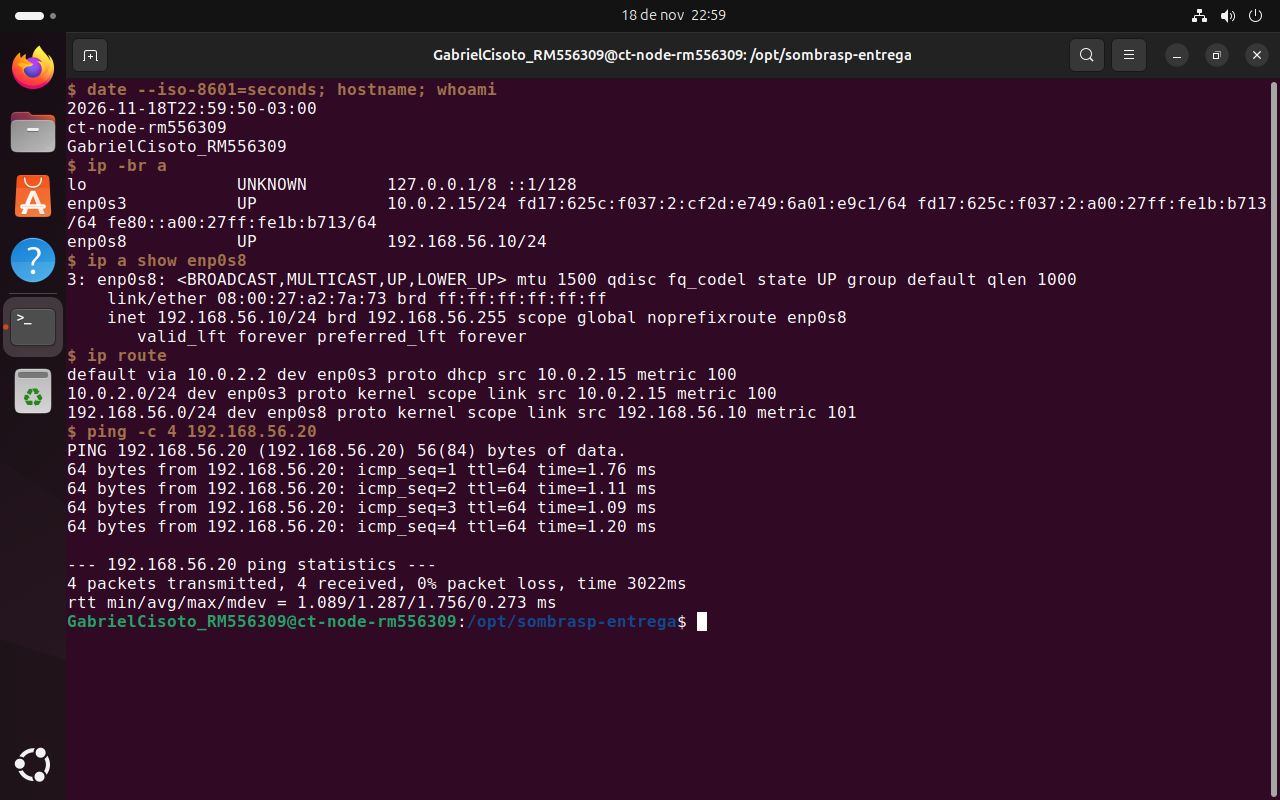 18 de nov 22:59
GabrielCisoto_RM556309@ct-node-rm556309: /opt/sombrasp-entrega
$ date --iso-8601=seconds; hostname; whoami
2026-11-18T22:59:50-03:00
ct-node-rm556309
GabrielCisoto_RM556309
$ ip -br a
lo               UNKNOWN        127.0.0.1/8 ::1/128
enp0s3           UP             10.0.2.15/24 fd17:625c:f037:2:cf2d:e749:6a01:e9c1/64 fd17:625c:f037:2:a00:27ff:fe1b:b713
/64 fe80::a00:27ff:fe1b:b713/64
enp0s8           UP             192.168.56.10/24
$ ip a show enp0s8
3: enp0s8: <BROADCAST,MULTICAST,UP,LOWER_UP> mtu 1500 qdisc fq_codel state UP group default qlen 1000
    link/ether 08:00:27:a2:7a:73 brd ff:ff:ff:ff:ff:ff
    inet 192.168.56.10/24 brd 192.168.56.255 scope global noprefixroute enp0s8
       valid_lft forever preferred_lft forever
$ ip route
default via 10.0.2.2 dev enp0s3 proto dhcp src 10.0.2.15 metric 100
10.0.2.0/24 dev enp0s3 proto kernel scope link src 10.0.2.15 metric 100
192.168.56.0/24 dev enp0s8 proto kernel scope link src 192.168.56.10 metric 101
$ ping -c 4 192.168.56.20
PING 192.168.56.20 (192.168.56.20) 56(84) bytes of data.
64 bytes from 192.168.56.20: icmp_seq=1 ttl=64 time=1.76 ms
64 bytes from 192.168.56.20: icmp_seq=2 ttl=64 time=1.11 ms
64 bytes from 192.168.56.20: icmp_seq=3 ttl=64 time=1.09 ms
64 bytes from 192.168.56.20: icmp_seq=4 ttl=64 time=1.20 ms

--- 192.168.56.20 ping statistics ---
4 packets transmitted, 4 received, 0% packet loss, time 3022ms
rtt min/avg/max/mdev = 1.089/1.287/1.756/0.273 ms
GabrielCisoto_RM556309@ct-node-rm556309:/opt/sombrasp-entrega$